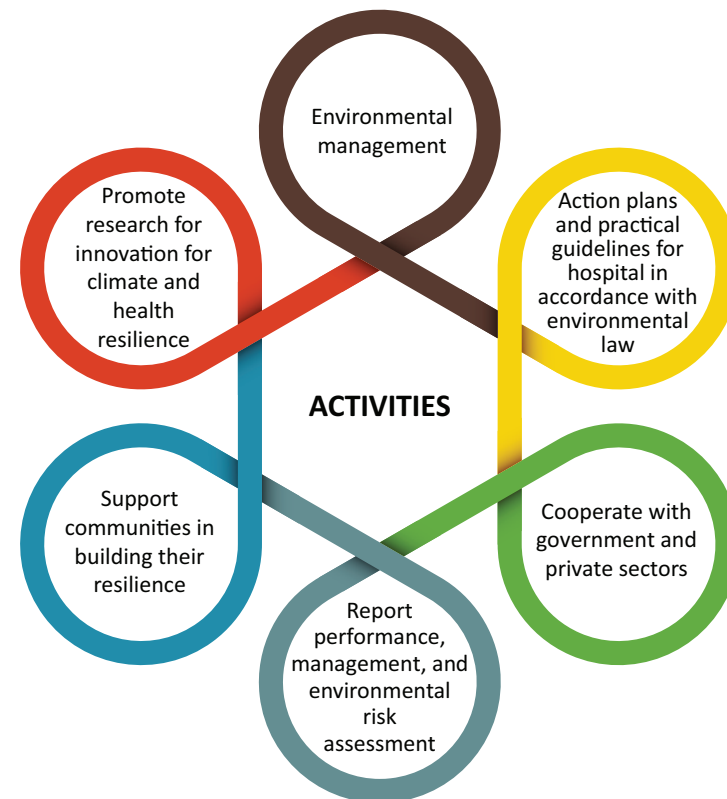 Environmental
management
Action plans
and practical
guidelines for
hospital in
accordance with
environmental
law
Cooperate with
government and
private sectors
Report
performance,
management, and
environmental
risk
assessment
Support
communities in
building their
resilience
Promote
research for
innovation for
climate and
health
resilience
ACTIVITIES